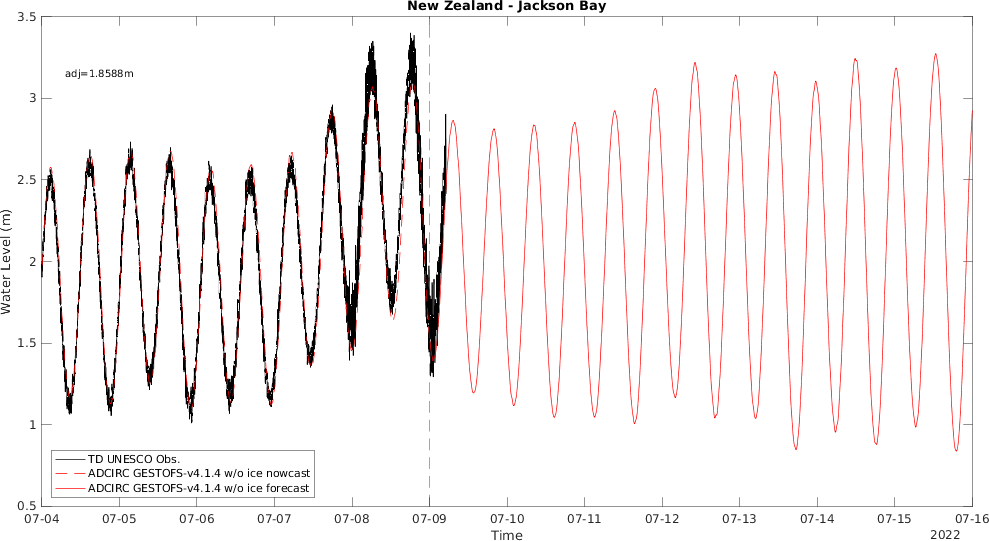 New Zealand - Jackson Bay
adj=1.8588m
3.5
3
2.5
2
1.5
1
0.5
Water Level (m)
TD UNESCO Obs.
ADCIRC GESTOFS-v4.1.4 w/o ice nowcast
ADCIRC GESTOFS-v4.1.4 w/o ice forecast
07-04 07-05 07-06 07-07 07-08 07-09 07-10 07-11 07-12 07-13 07-14 07-15 07-16
Time
2022